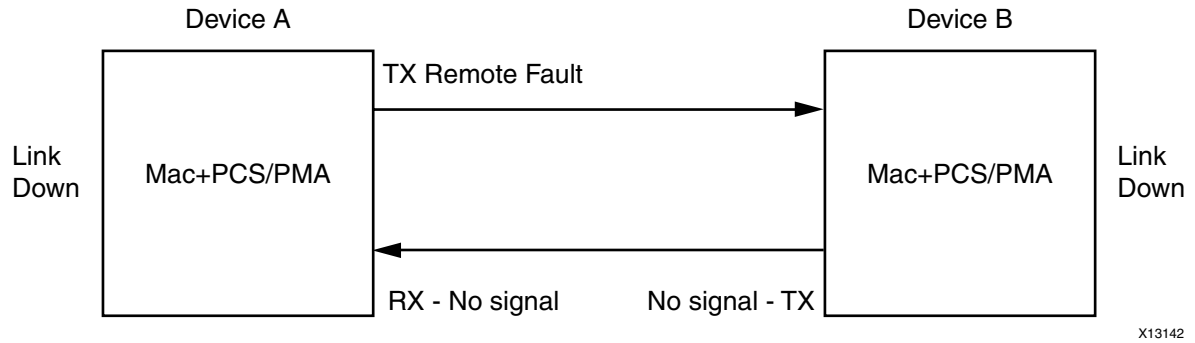 Device A
Device B
TX Remote Fault
Link
Down
Mac+PCS/PMA
Mac+PCS/PMA
Link
Down
RX - No signal
No signal - TX
X13142